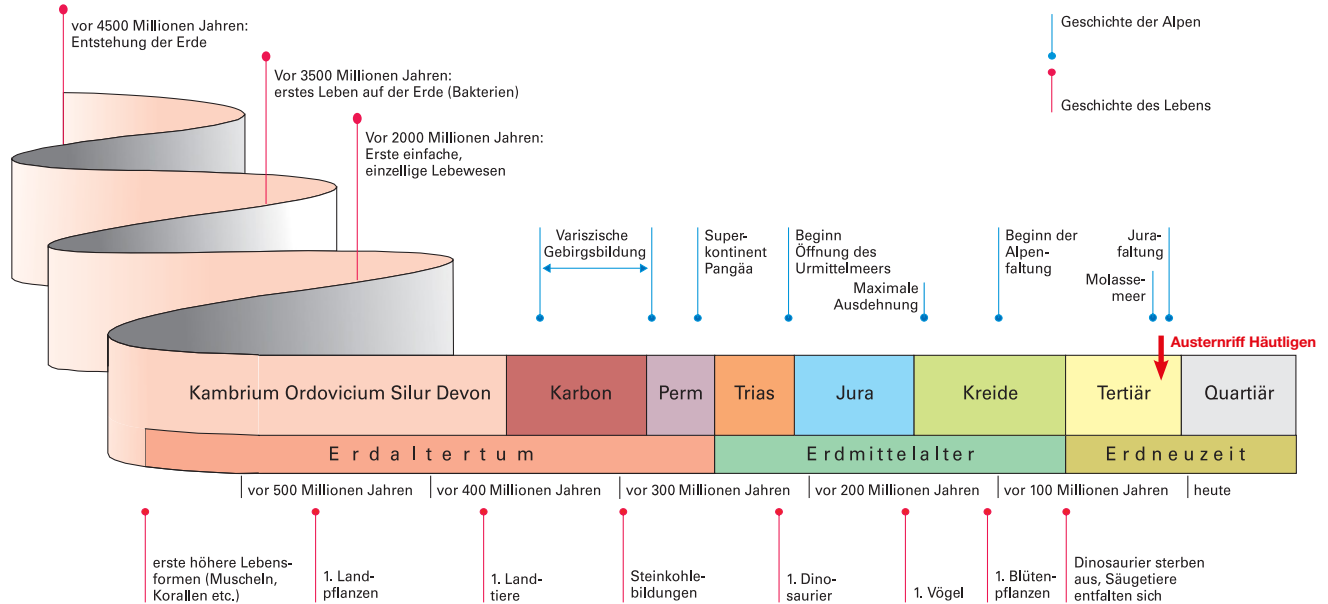 vor 4500 Millionen Jahren:
Entstehung der Erde
Vor 3500 Millionen Jahren:
erstes Leben auf der Erde (Bakterien)
Vor 2000 Millionen Jahren:
Erste einfache,
einzellige Lebewesen
Geschichte der Alpen
Geschichte des Lebens
Variszische
Gebirgsbildung
Super-
kontinent
Pangäa
Beginn
Öffnung des
Urmittelmeers
Maximale
Ausdehnung
Beginn der
Alpen-
faltung
Molasse-
meer
Jura-
faltung
Austernriff Häutligen
Kambrium Ordovicium Silur Devon
Karbon
Perm
Trias
Jura
Kreide
Tertiär
Quartiär
Erdaltertum
Erdmittelalter
Erdneuzeit
vor 500 Millionen Jahren
vor 400 Millionen Jahren
vor 300 Millionen Jahren
vor 200 Millionen Jahren
vor 100 Millionen Jahren
heute
erste höhere Lebens-
formen (Muscheln,
Korallen etc.)
1. Land-
pflanzen
1. Land-
tiere
Steinkohle-
bildungen
1. Dino-
saurier
1. Vögel
1. Blüten-
pflanzen
Dinosaurier sterben
aus, Säugetiere
entfalten sich